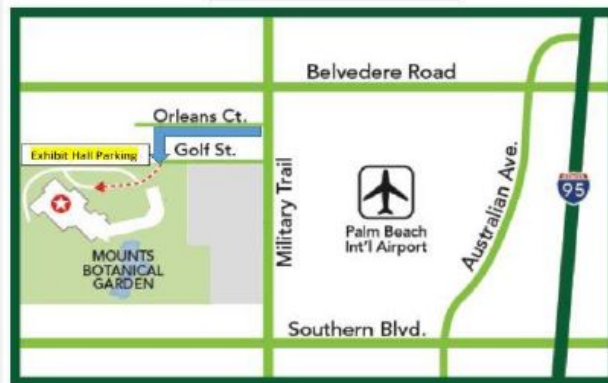 Belvedere Road
Orleans Ct.
Exhibit Hall Parking
Golf St.
Military Trail
Australian Ave.
95
Palm Beach
Int'l Airport
MOUNTS
BOTANICAL
GARDEN
Southern Blvd.